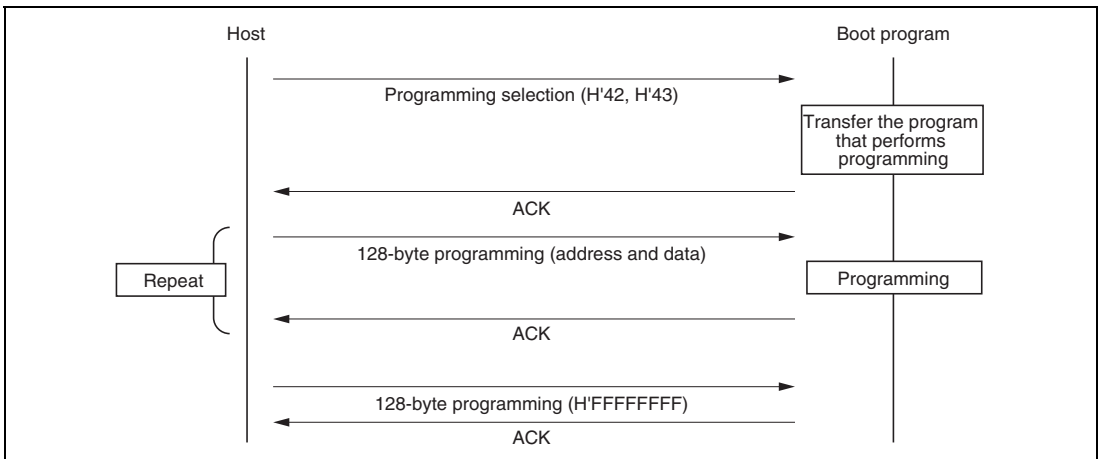 Host
Boot program
Programming selection (H'42, H'43)
Transfer the program
that performs
programming
ACK
128-byte programming (address and data)
Repeat
Programming
ACK
128-byte programming (H'FFFFFFFF)
ACK